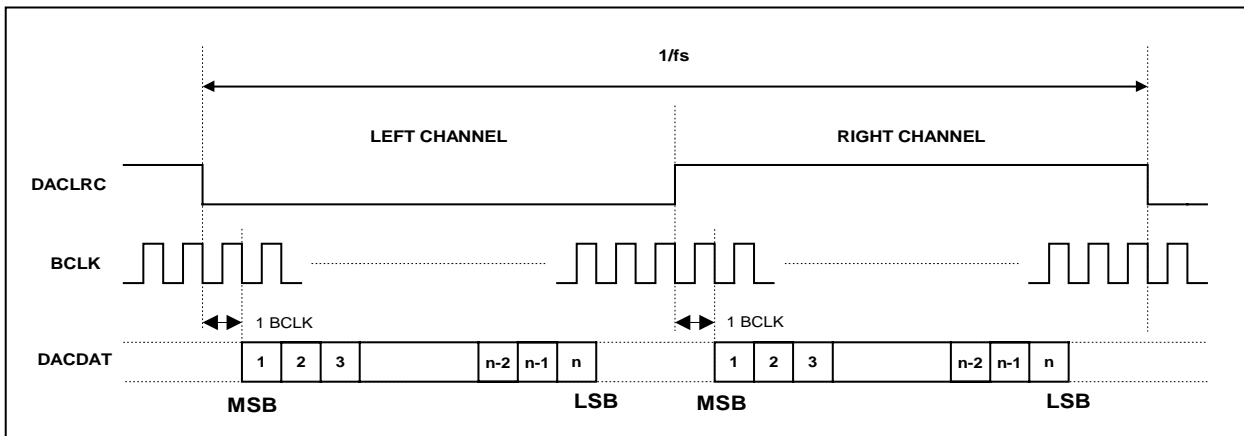 1/fs
LEFT CHANNEL RIGHT CHANNEL
DACLRC
BCLK
1 BCLK 1 BCLK
DACDAT 1 2 3 n-2 n-1 n 1 2 3 n-2 n-1 n
MSB LSB MSB LSB